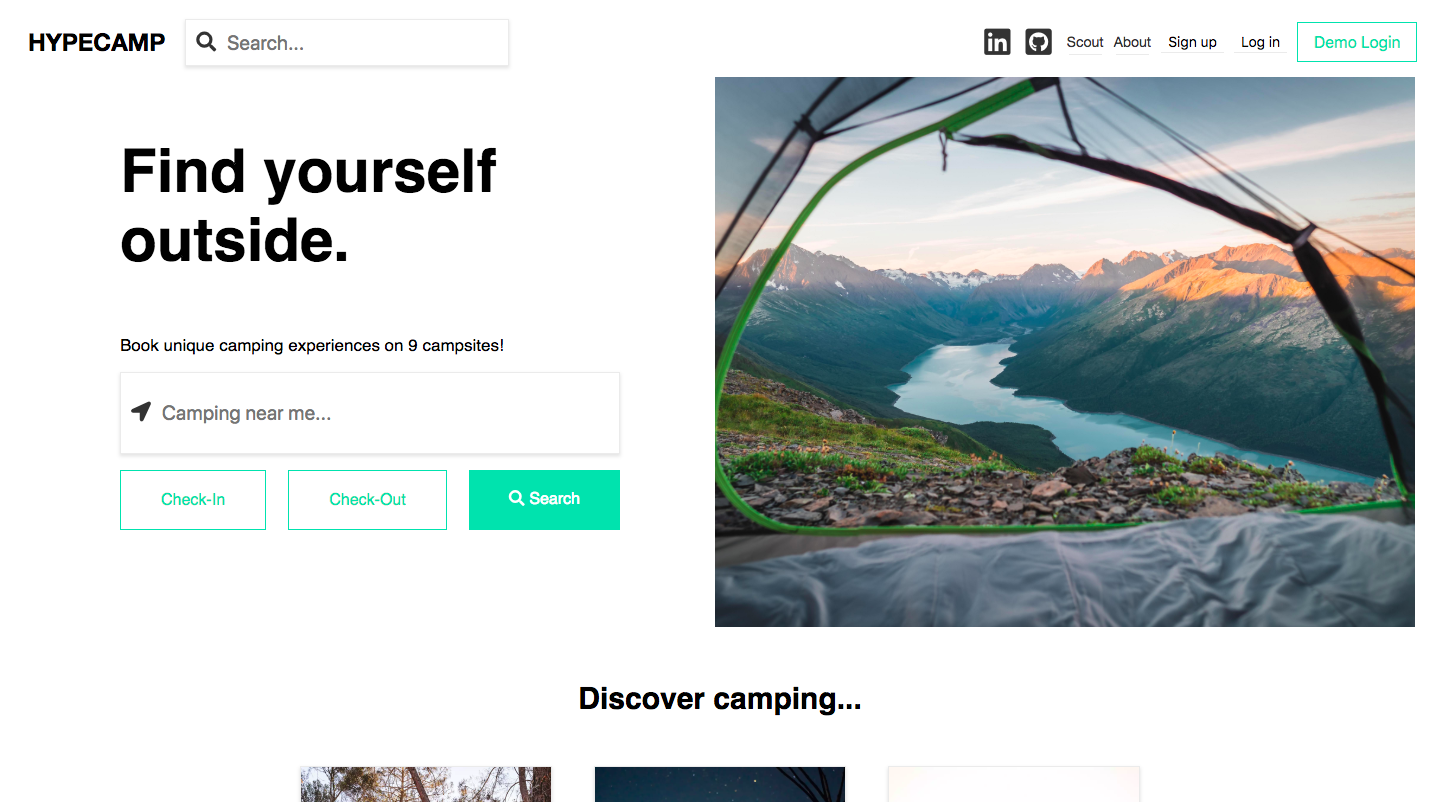 HYPECAMP
Search...
in
Scout
About
Sign up
Log in
Demo Login
Find yourself
outside.
Book unique camping experiences on 9 campsites!
Camping near me...
Check-In
Check-Out
Search
Discover camping...